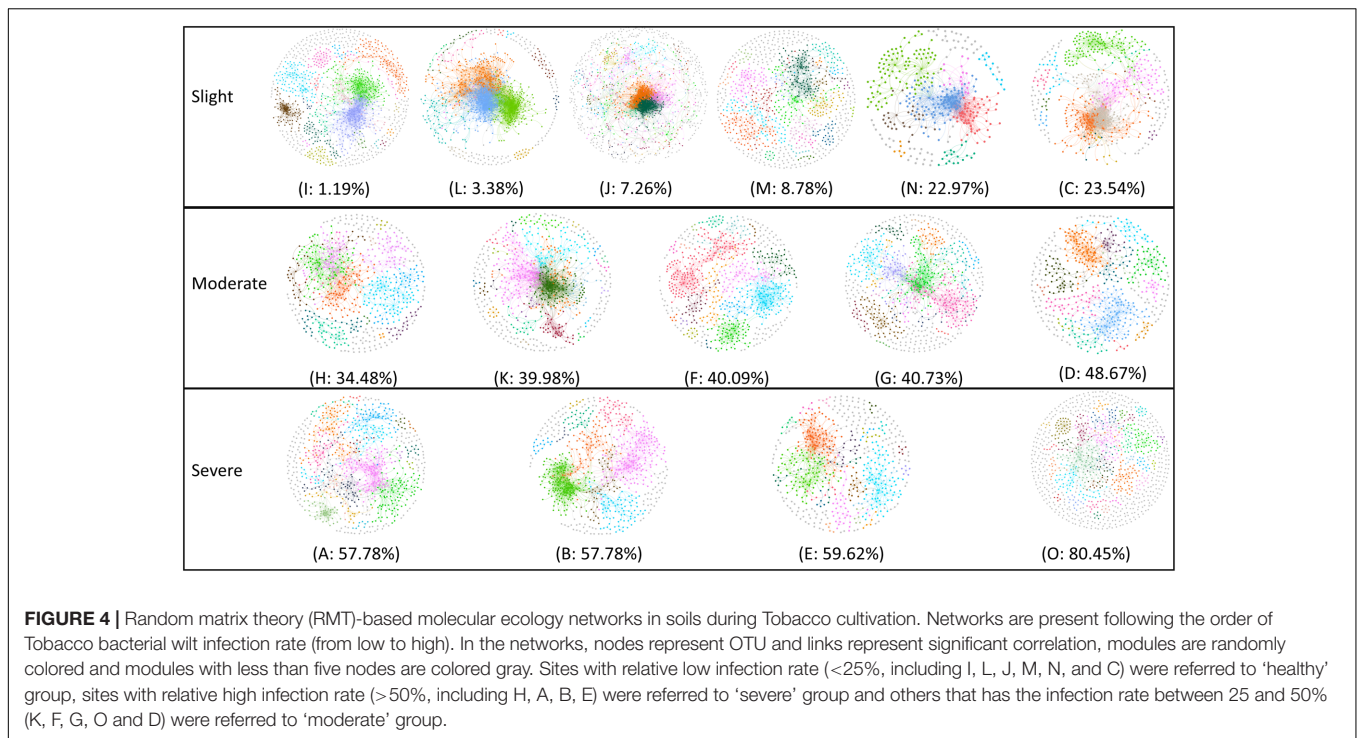 Slight
(I: 1.19%) (L: 3.38%) (J: 7.26%) (M: 8.78%) (N: 22.97%) (C: 23.54%)
Moderate
(H: 34.48%) (K: 39.98%) (F: 40.09%) (G: 40.73%) (D: 48.67%)
Severe
(A: 57.78%) (B: 57.78%) (E: 59.62%) (O: 80.45%)
FIGURE 4 | Random matrix theory (RMT)-based molecular ecology networks in soils during Tobacco cultivation. Networks are present following the order of
Tobacco bacterial wilt infection rate (from low to high). In the networks, nodes represent OTU and links represent significant correlation, modules are randomly
colored and modules with less than five nodes are colored gray. Sites with relative low infection rate (<25%, including I, L, J, M, N, and C) were referred to ‘healthy’
group, sites with relative high infection rate (>50%, including H, A, B, E) were referred to ‘severe’ group and others that has the infection rate between 25 and 50%
(K, F, G, O and D) were referred to ‘moderate’ group.